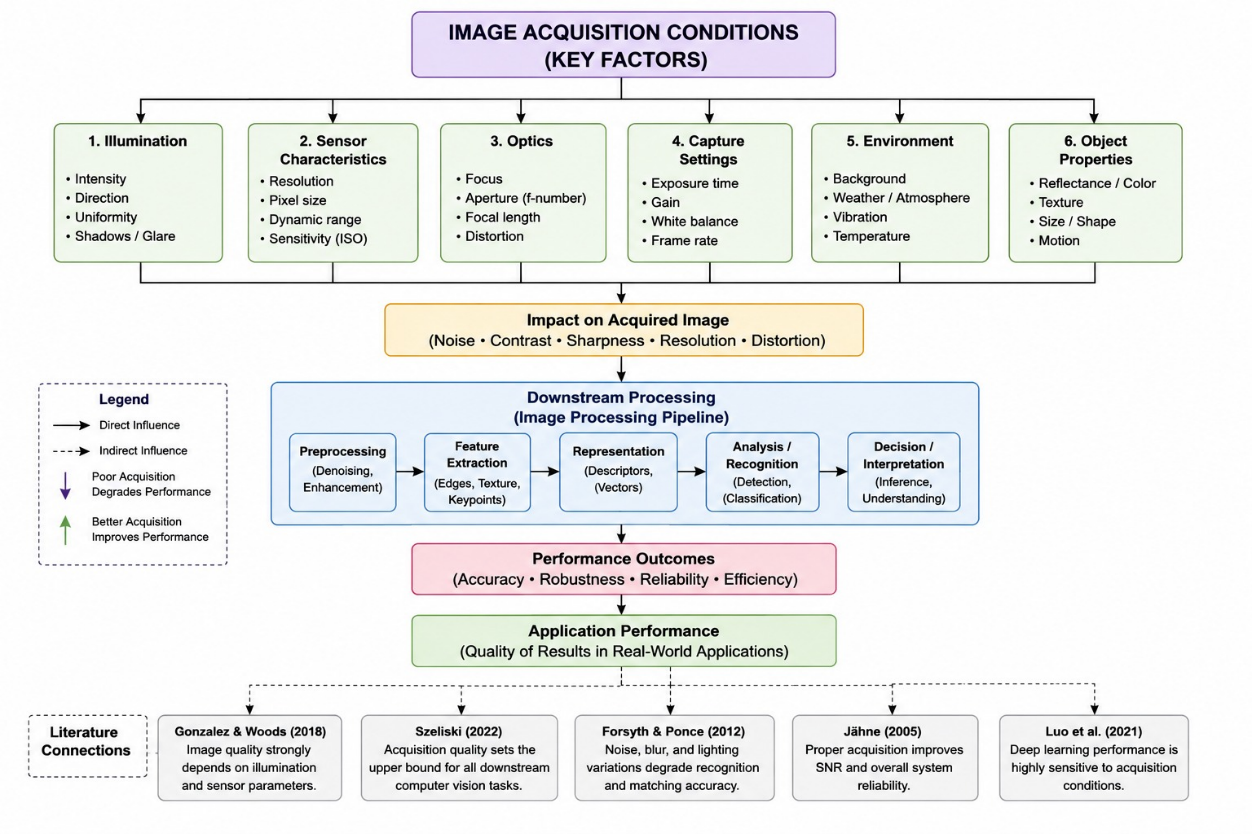 IMAGE ACQUISITION CONDITIONS
(KEY FACTORS)
1. Illumination
• Intensity
• Direction
• Uniformity
• Shadows / Glare
2. Sensor
Characteristics
• Resolution
• Pixel size
• Dynamic range
• Sensitivity (ISO)
3. Optics
• Focus
• Aperture (f-number)
• Focal length
• Distortion
4. Capture
Settings
• Exposure time
• Gain
• White balance
• Frame rate
5. Environment
• Background
• Weather / Atmosphere
• Vibration
• Temperature
6. Object
Properties
• Reflectance / Color
• Texture
• Size / Shape
• Motion
Impact on Acquired Image
(Noise • Contrast • Sharpness • Resolution • Distortion)
Legend
Direct Influence
Indirect Influence
Poor Acquisition
Degrades Performance
Better Acquisition
Improves Performance
Downstream Processing
(Image Processing Pipeline)
Preprocessing
(Denoising,
Enhancement)
Feature
Extraction
(Edges, Texture,
Keypoints)
Representation
(Descriptors,
(Vectors)
Analysis /
Recognition
(Detection,
(Classification)
Decision /
Interpretation
(Inference,
Understanding)
Performance Outcomes
(Accuracy • Robustness • Reliability • Efficiency)
Application Performance
(Quality of Results in Real-World Applications)
Literature
Connections
Gonzalez & Woods (2018)
Image quality strongly
depends on illumination
and sensor parameters.
Szeliski (2022)
Acquisition quality sets the
upper bound for all downstream
computer vision tasks.
Forsyth & Ponce (2012)
Noise, blur, and lighting
variations degrade recognition
and matching accuracy.
Jähne (2005)
Proper acquisition improves
SNR and overall system
reliability.
Luo et al. (2021)
Deep learning performance is
highly sensitive to acquisition
conditions.